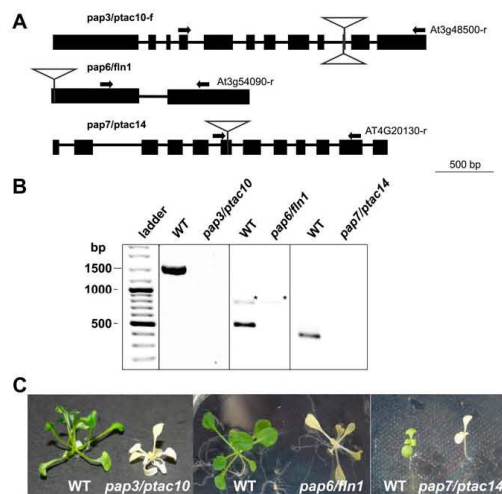 A
pap3/ptac10-f
At3g48500-r
pap6/fln1
At3g54090-r
pap7/ptac14
AT4G20130-r
500 bp
B
ladder
WT
pap3/ptac10
WT
pap6/fln1
WT
pap7/ptac14
bp
1500
1000
500
*
*
C
WT pap3/ptac10
WT pap6/fln1
WT pap7/ptac14